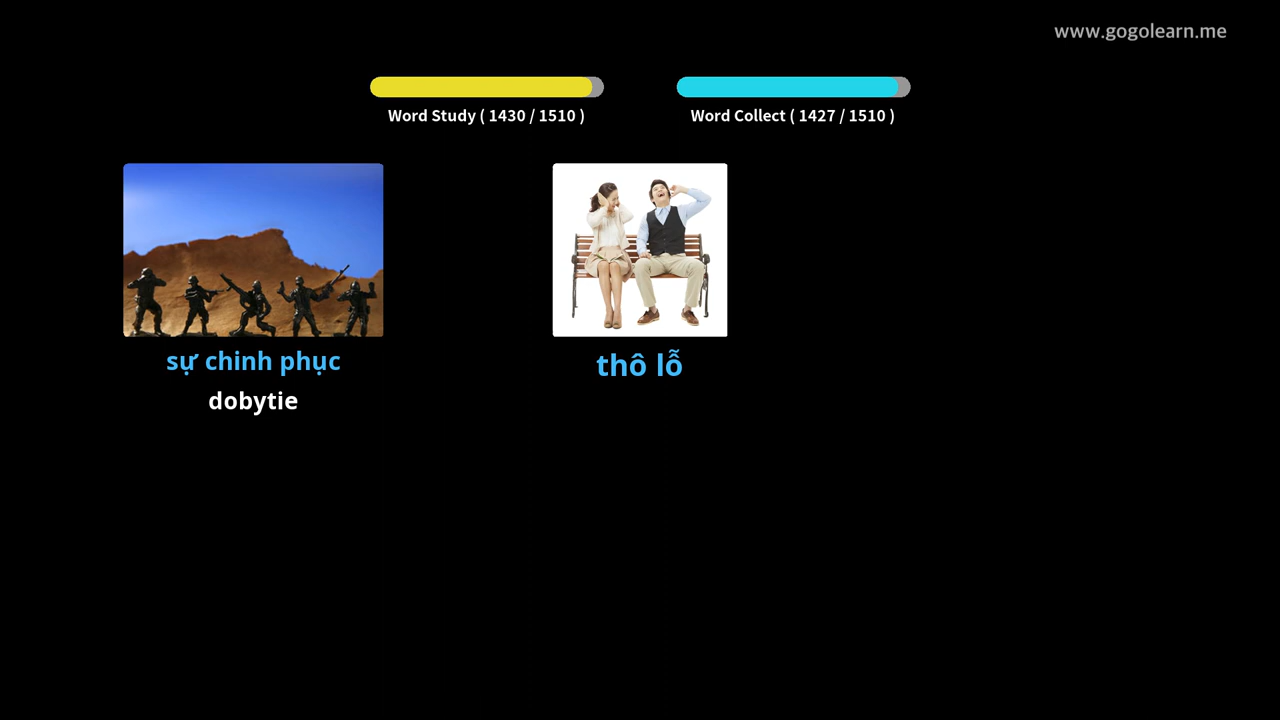 www.gogolearn.me
Word Study ( 1430 / 1510 )
Word Collect ( 1427 / 1510 )
sự chinh phục
dobytie
thô lỗ